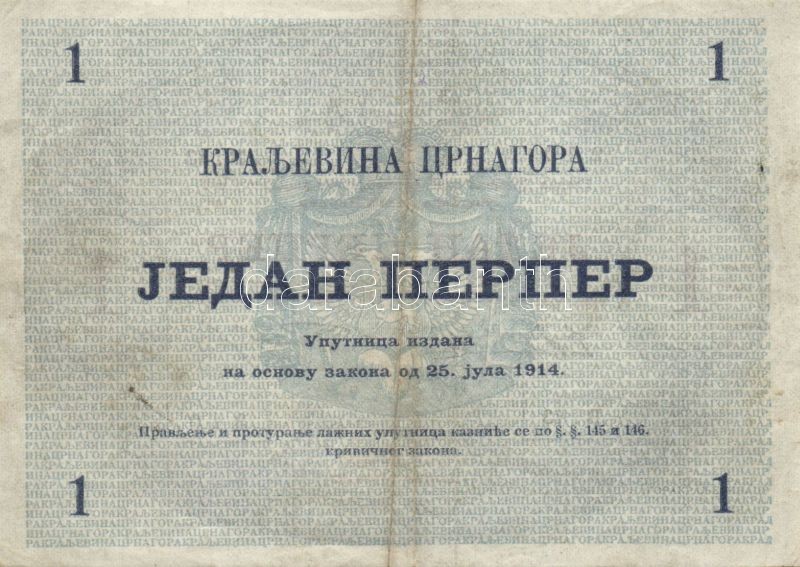 1 1
КРАЉЕВИНА ЦРНАГОРА
ЈЕДАН ПЕРПЕР
darabanth
Упутница издана
на основу закона од 25. јула 1914.
Прављење и протурање лажних упутница казниће се по §. §. 145 и 146.
кривичног закона.
1 1